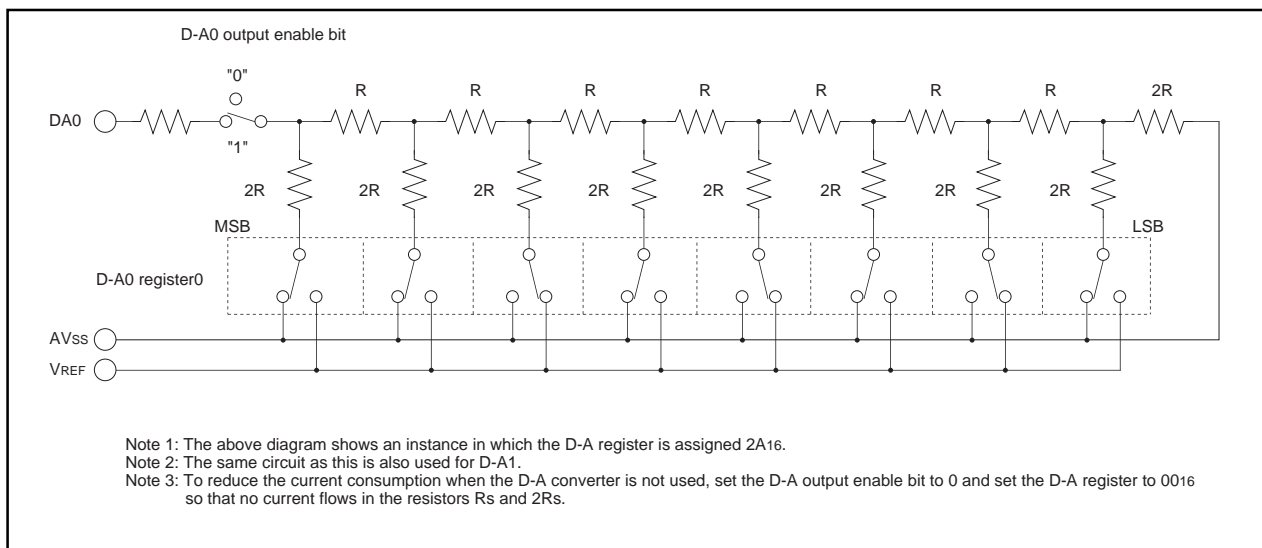 D-A0 output enable bit
"0"
R R R R R R R 2R
DA0
"1"
2R 2R 2R 2R 2R 2R 2R 2R
MSB LSB
D-A0 register0
AVSS
VREF
Note 1: The above diagram shows an instance in which the D-A register is assigned 2A16.
Note 2: The same circuit as this is also used for D-A1.
Note 3: To reduce the current consumption when the D-A converter is not used, set the D-A output enable bit to 0 and set the D-A register to 0016
so that no current flows in the resistors Rs and 2Rs.